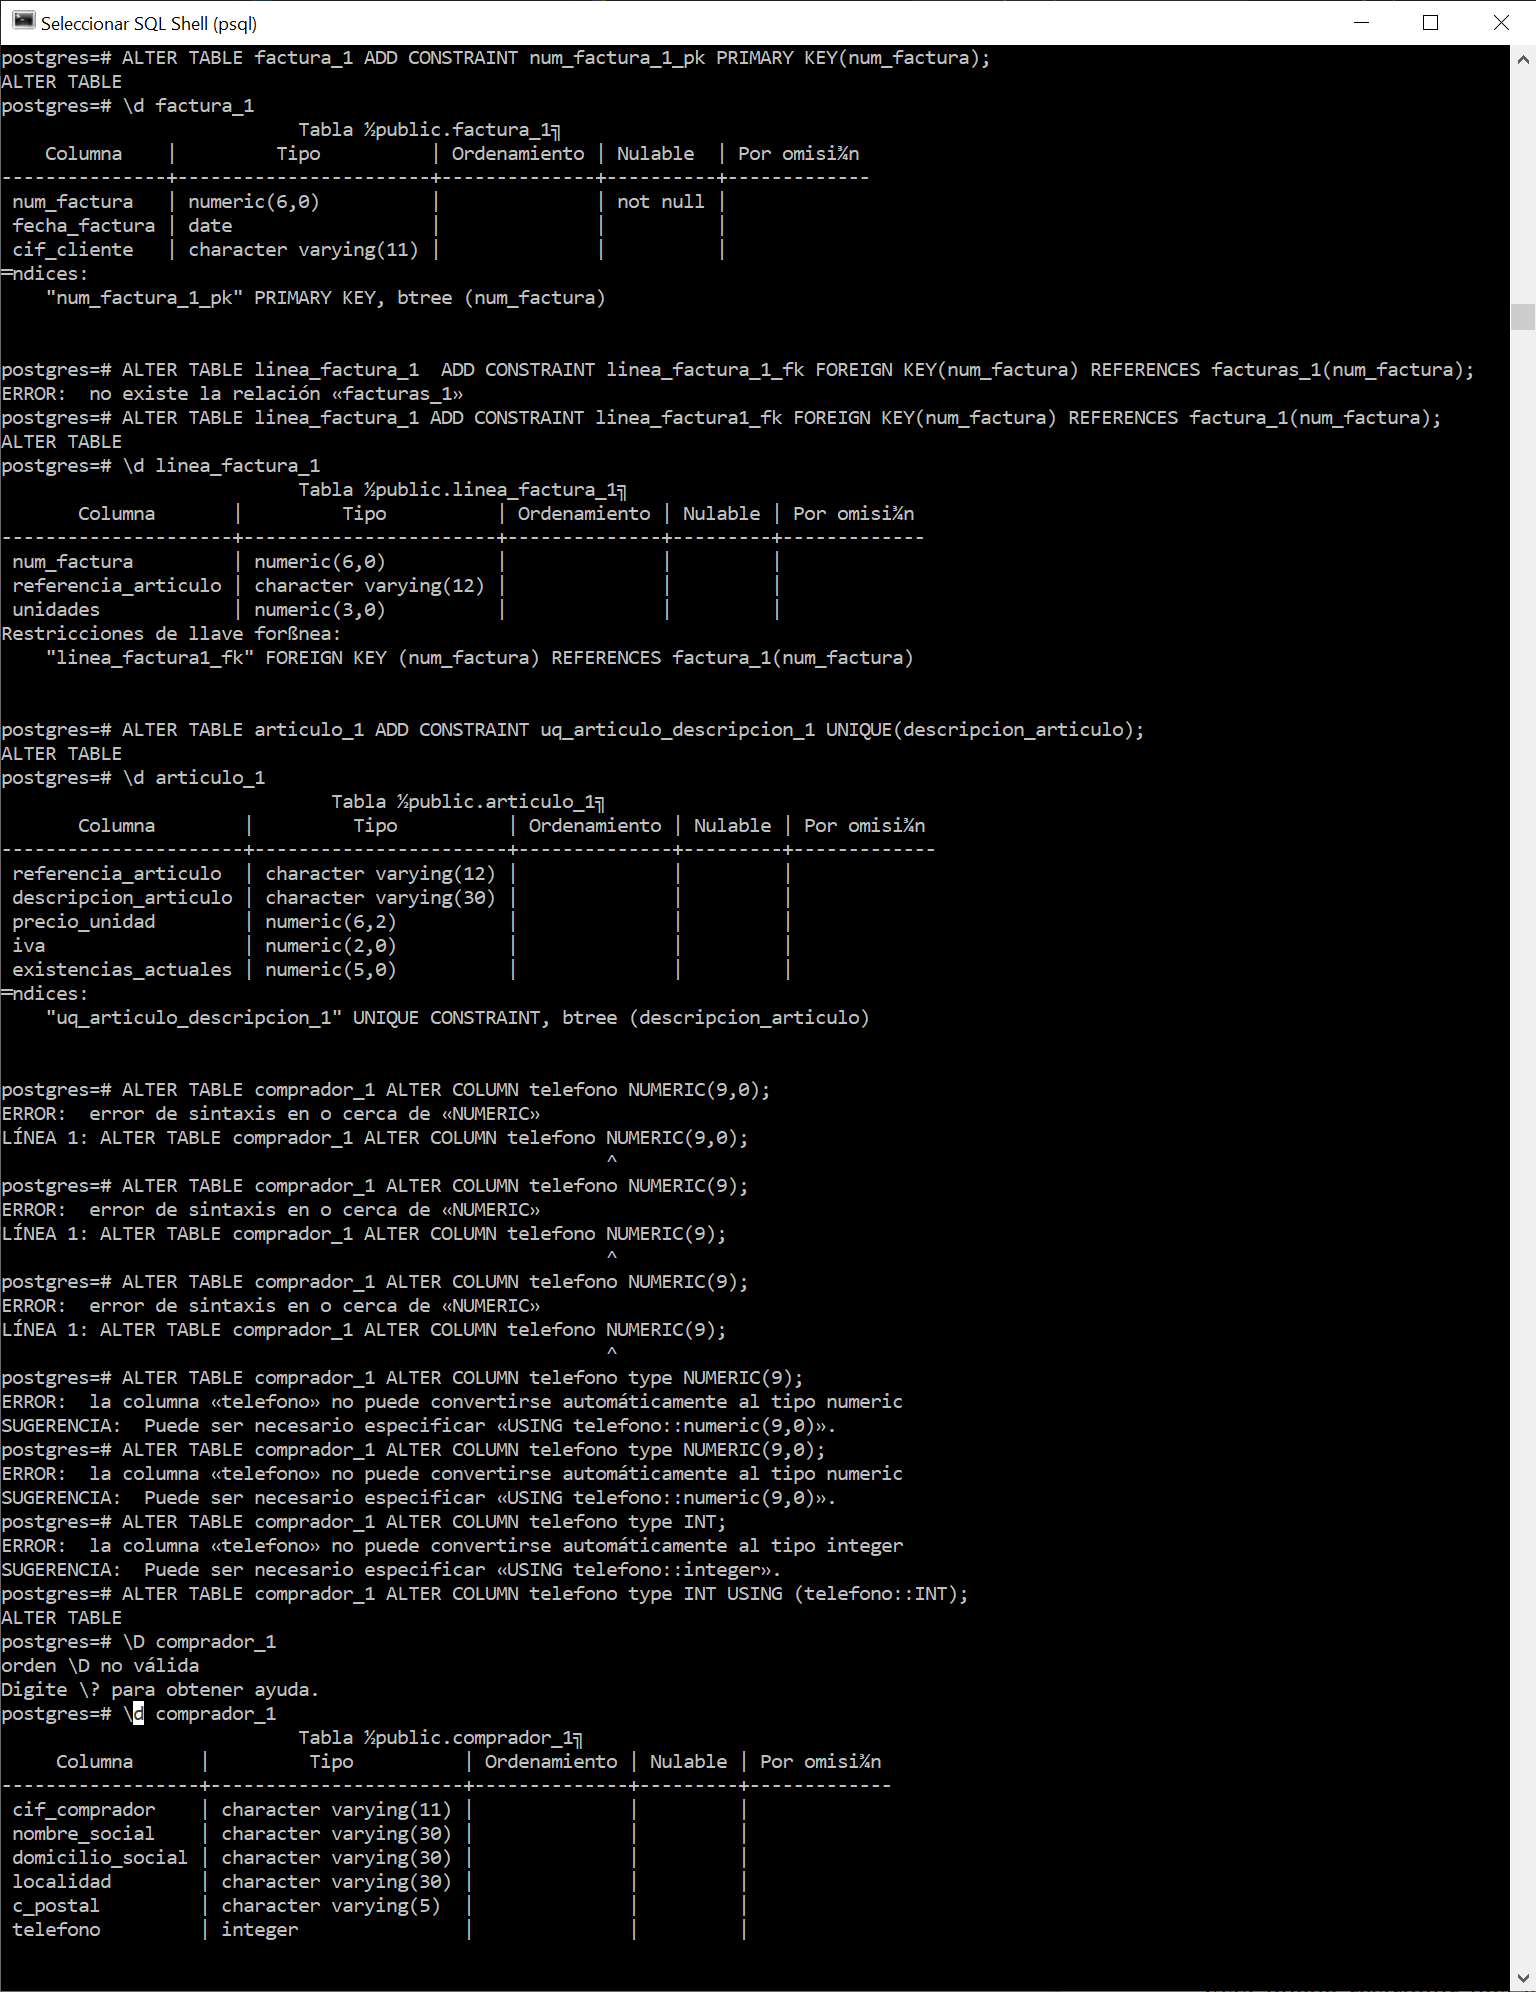 Seleccionar SQL Shell (psql)
postgres=# ALTER TABLE factura_1 ADD CONSTRAINT num_factura_1_pk PRIMARY KEY(num_factura);
ALTER TABLE
postgres=# \d factura_1
                           Tabla ½public.factura_1╗
    Columna    |         Tipo          | Ordenamiento | Nulable  | Por omisi¾n
---------------+-----------------------+--------------+----------+-------------
 num_factura   | numeric(6,0)          |              | not null |
 fecha_factura | date                  |              |          |
 cif_cliente   | character varying(11) |              |          |
═ndices:
    "num_factura_1_pk" PRIMARY KEY, btree (num_factura)
postgres=# ALTER TABLE linea_factura_1  ADD CONSTRAINT linea_factura_1_fk FOREIGN KEY(num_factura) REFERENCES facturas_1(num_factura);
ERROR:  no existe la relación «facturas_1»
postgres=# ALTER TABLE linea_factura_1 ADD CONSTRAINT linea_factura1_fk FOREIGN KEY(num_factura) REFERENCES factura_1(num_factura);
ALTER TABLE
postgres=# \d linea_factura_1
                           Tabla ½public.linea_factura_1╗
       Columna       |         Tipo          | Ordenamiento | Nulable | Por omisi¾n
---------------------+-----------------------+--------------+---------+-------------
 num_factura         | numeric(6,0)          |              |         |
 referencia_articulo | character varying(12) |              |         |
 unidades            | numeric(3,0)          |              |         |
Restricciones de llave forßnea:
    "linea_factura1_fk" FOREIGN KEY (num_factura) REFERENCES factura_1(num_factura)
postgres=# ALTER TABLE articulo_1 ADD CONSTRAINT uq_articulo_descripcion_1 UNIQUE(descripcion_articulo);
ALTER TABLE
postgres=# \d articulo_1
                              Tabla ½public.articulo_1╗
       Columna        |         Tipo          | Ordenamiento | Nulable | Por omisi¾n
----------------------+-----------------------+--------------+---------+-------------
 referencia_articulo  | character varying(12) |              |         |
 descripcion_articulo | character varying(30) |              |         |
 precio_unidad        | numeric(6,2)          |              |         |
 iva                  | numeric(2,0)          |              |         |
 existencias_actuales | numeric(5,0)          |              |         |
═ndices:
    "uq_articulo_descripcion_1" UNIQUE CONSTRAINT, btree (descripcion_articulo)
postgres=# ALTER TABLE comprador_1 ALTER COLUMN telefono NUMERIC(9,0);
ERROR:  error de sintaxis en o cerca de «NUMERIC»
LÍNEA 1: ALTER TABLE comprador_1 ALTER COLUMN telefono NUMERIC(9,0);
                                                       ^
postgres=# ALTER TABLE comprador_1 ALTER COLUMN telefono NUMERIC(9);
ERROR:  error de sintaxis en o cerca de «NUMERIC»
LÍNEA 1: ALTER TABLE comprador_1 ALTER COLUMN telefono NUMERIC(9);
                                                       ^
postgres=# ALTER TABLE comprador_1 ALTER COLUMN telefono NUMERIC(9);
ERROR:  error de sintaxis en o cerca de «NUMERIC»
LÍNEA 1: ALTER TABLE comprador_1 ALTER COLUMN telefono NUMERIC(9);
                                                       ^
postgres=# ALTER TABLE comprador_1 ALTER COLUMN telefono type NUMERIC(9);
ERROR:  la columna «telefono» no puede convertirse automáticamente al tipo numeric
SUGERENCIA:  Puede ser necesario especificar «USING telefono::numeric(9,0)».
postgres=# ALTER TABLE comprador_1 ALTER COLUMN telefono type NUMERIC(9,0);
ERROR:  la columna «telefono» no puede convertirse automáticamente al tipo numeric
SUGERENCIA:  Puede ser necesario especificar «USING telefono::numeric(9,0)».
postgres=# ALTER TABLE comprador_1 ALTER COLUMN telefono type INT;
ERROR:  la columna «telefono» no puede convertirse automáticamente al tipo integer
SUGERENCIA:  Puede ser necesario especificar «USING telefono::integer».
postgres=# ALTER TABLE comprador_1 ALTER COLUMN telefono type INT USING (telefono::INT);
ALTER TABLE
postgres=# \D comprador_1
orden \D no válida
Digite \? para obtener ayuda.
postgres=# \d comprador_1
                           Tabla ½public.comprador_1╗
     Columna      |         Tipo          | Ordenamiento | Nulable | Por omisi¾n
------------------+-----------------------+--------------+---------+-------------
 cif_comprador    | character varying(11) |              |         |
 nombre_social    | character varying(30) |              |         |
 domicilio_social | character varying(30) |              |         |
 localidad        | character varying(30) |              |         |
 c_postal         | character varying(5)  |              |         |
 telefono         | integer               |              |         |